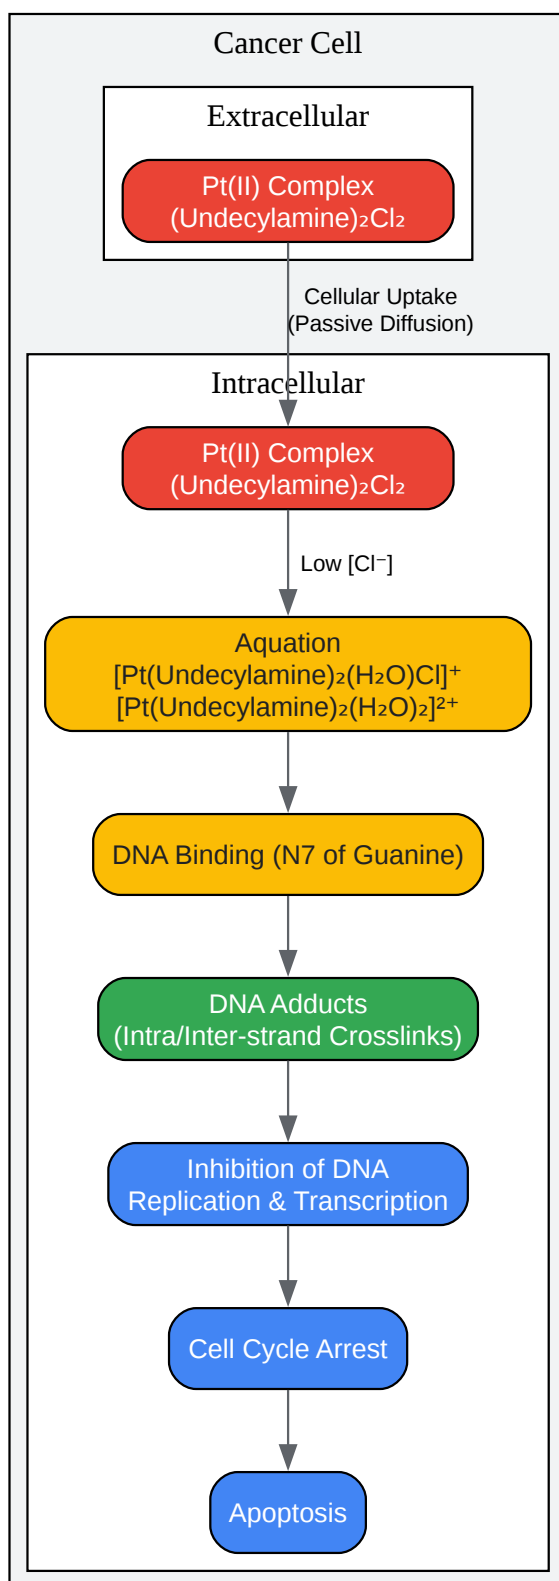 Cancer Cell
Extracellular
Pt(II) Complex
(Undecylamine)₂Cl₂
Cellular Uptake
(Passive Diffusion)
Intracellular
Pt(II) Complex
(Undecylamine)₂Cl₂
Low [Cl⁻]
Aquation
[Pt(Undecylamine)₂(H₂O)Cl]⁺
[Pt(Undecylamine)₂(H₂O)₂]²⁺
DNA Binding (N7 of Guanine)
DNA Adducts
(Intra/Inter-strand Crosslinks)
Inhibition of DNA
Replication & Transcription
Cell Cycle Arrest
Apoptosis